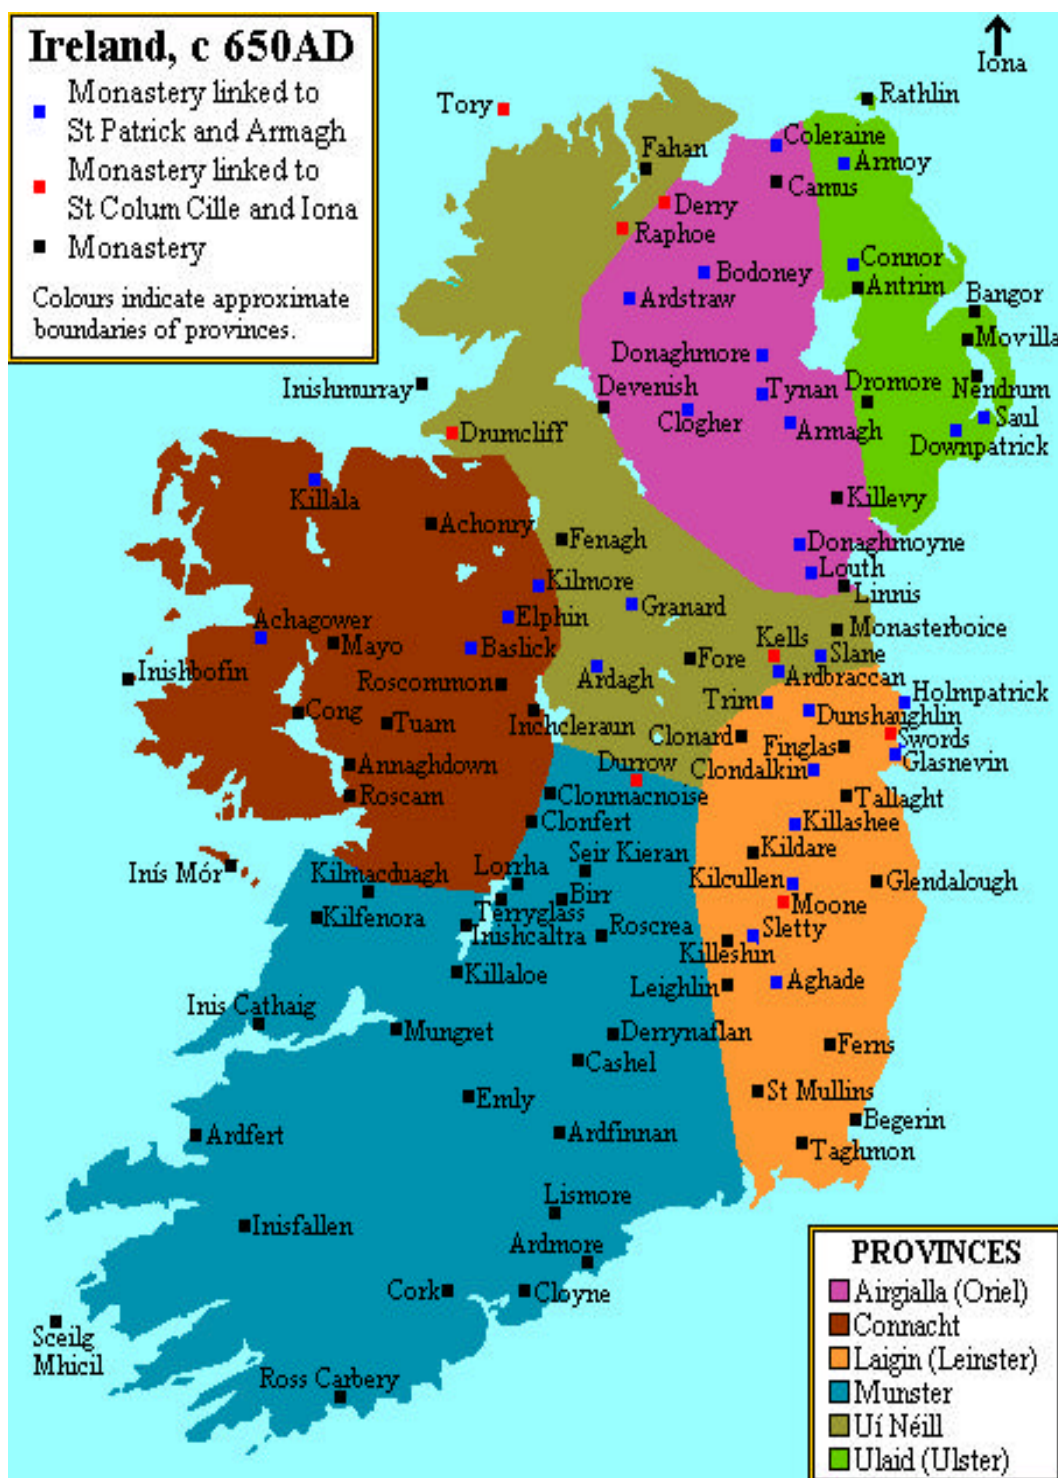 Ireland, c 650AD
Monastery linked to
St Patrick and Armagh
Monastery linked to
St Colum Cille and Iona
Monastery
Colours indicate approximate
boundaries of provinces.
Iona
Rathlin
Tory
Coleraine
Fahan
Armoy
Camus
Derry
Raphoe
Connor
Bodoney
Antrim
Ardstraw
Bangor
Movilla
Donaghmore
Inishmurray
Devenish
Tynan
Dromore
Nendrum
Clogher
Saul
Armagh
Drumcliff
Downpatrick
Killala
Killevy
Achonry
Fenagh
Donaghmoyne
Louth
Kilmore
Linnis
Granard
Elphin
Achagower
Monasterboice
Mayo
Baslick
Kells
Fore
Slane
Inishbofin
Ardagh
Ardbraccan
Roscommon
Holmpatrick
Trim
Cong
Tuam
Inchcleraun
Dunshaughlin
Clonard
Swords
Finglas
Annaghdown
Durrow
Clondalkin
Glasnevin
Roscam
Clonmacnoise
Tallaght
Clonfert
Killashee
Seir Kieran
Kildare
Inís Mór
Kilmacduagh
Lorrha
Kilcullen
Glendalough
Birr
Terryglass
Moone
Kilfenora
Inishcaltra
Roscrea
Sletty
Killeshin
Killaloe
Leighlin
Aghade
Inis Cathaig
Mungret
Derrynaflan
Ferns
Cashel
St Mullins
Emly
Begerin
Ardfert
Ardfinnan
Taghmon
Lismore
Inisfallen
Ardmore
Cork
Cloyne
Sceilg
Mhicil
Ross Carbery
PROVINCES
Airgialla (Oriel)
Connacht
Laigin (Leinster)
Munster
Uí Néill
Ulaid (Ulster)